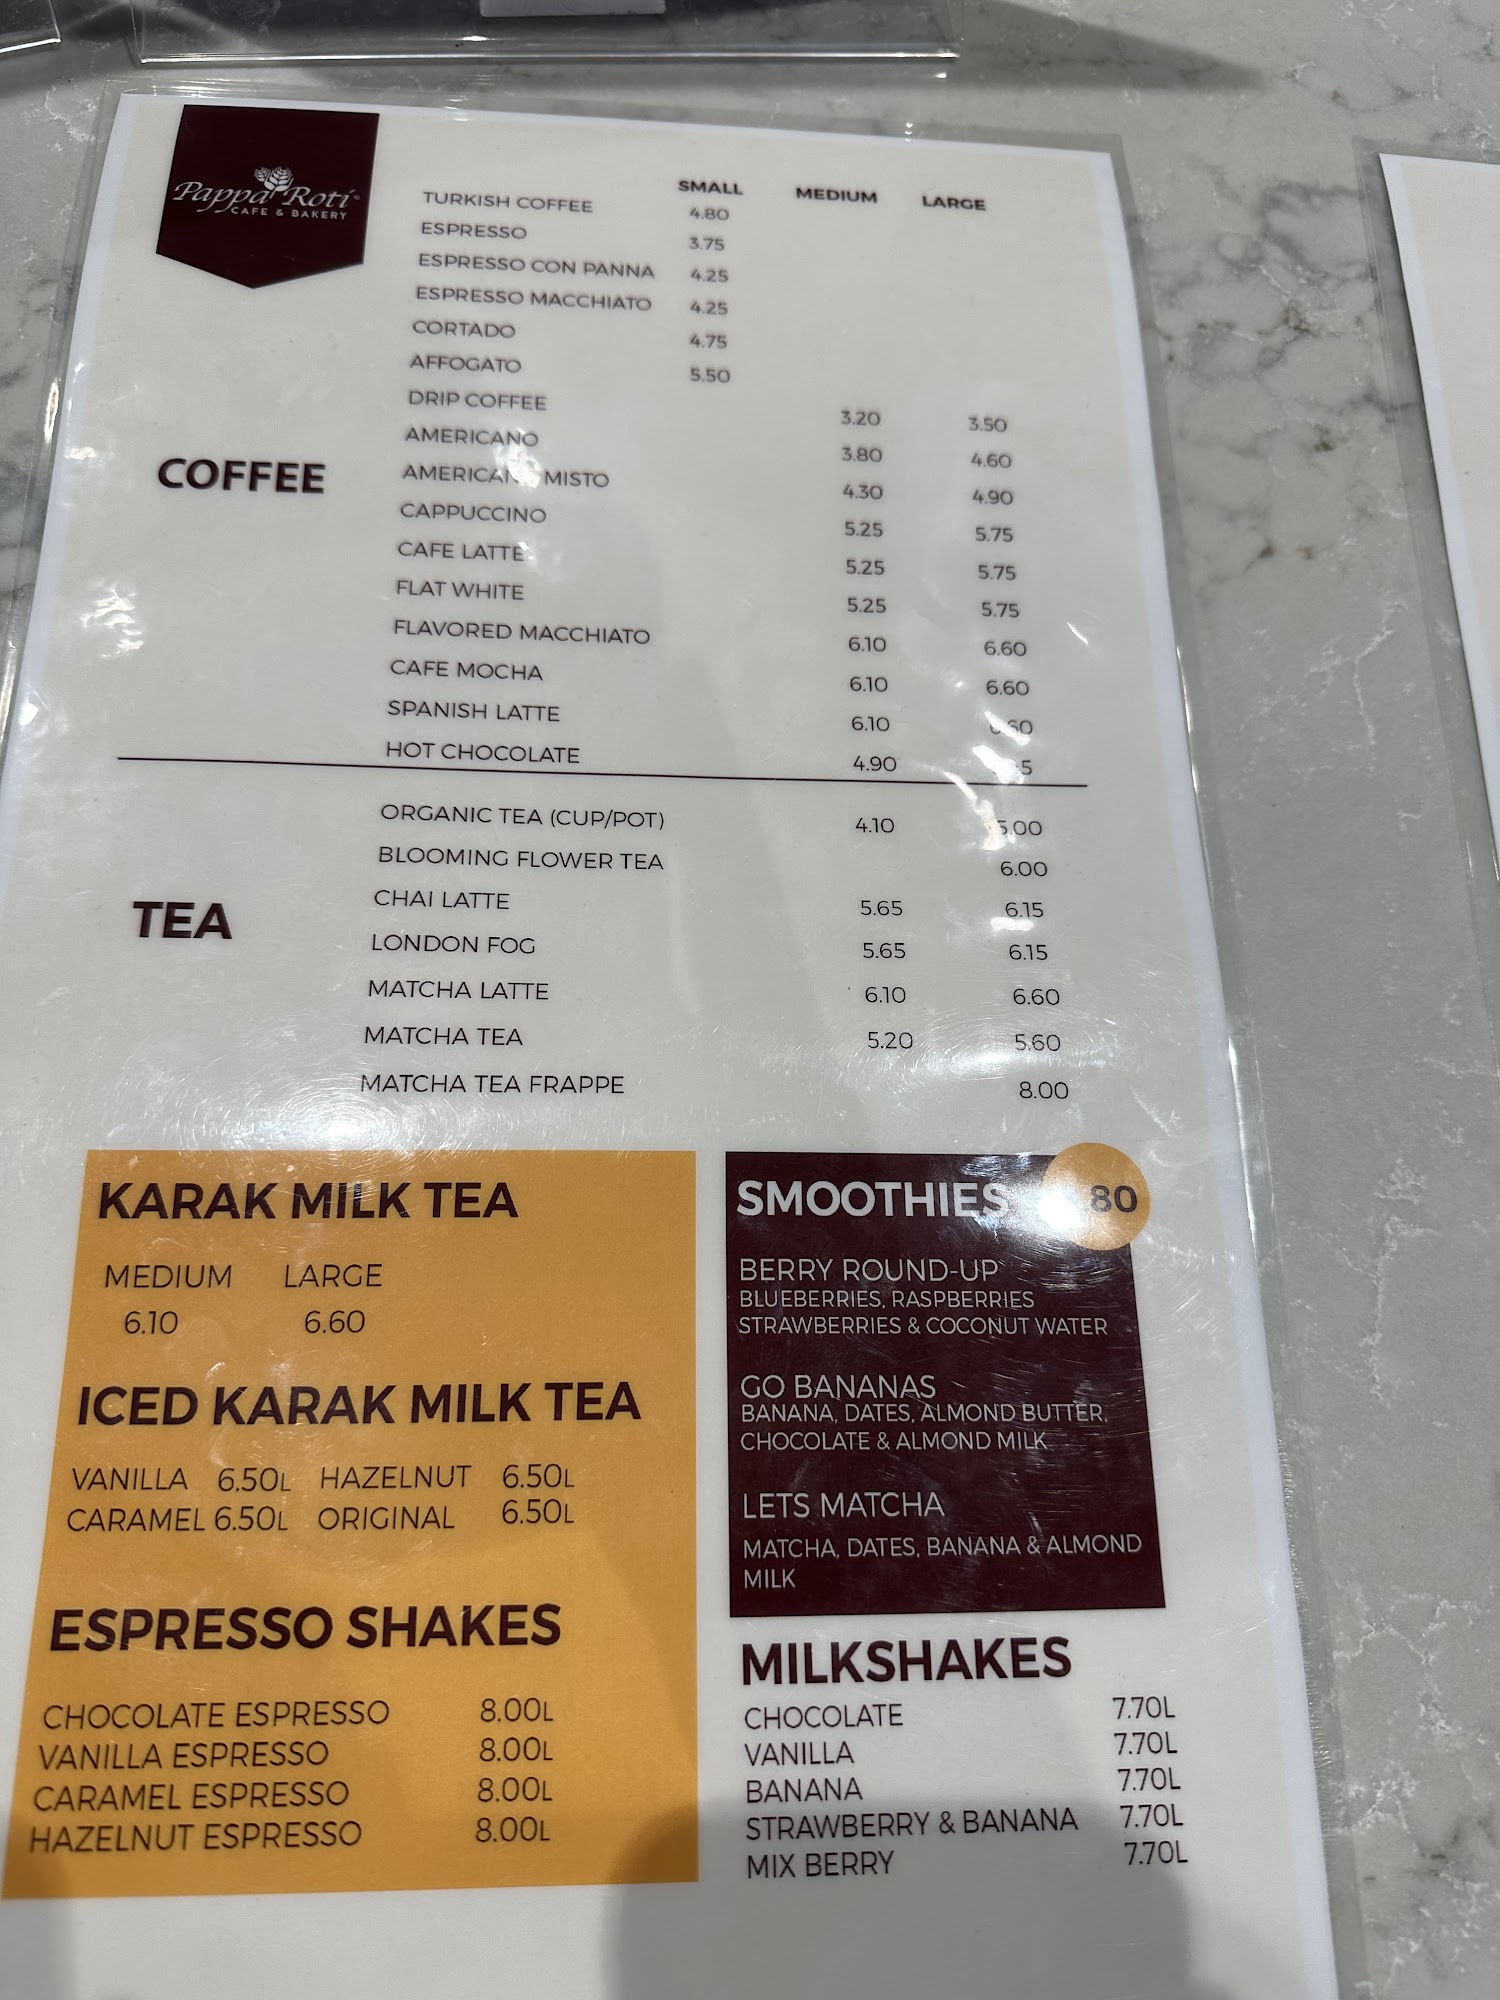 Pappa Roti
CAFE & BAKERY
SMALL MEDIUM LARGE
COFFEE
TURKISH COFFEE 4.80
ESPRESSO 3.75
ESPRESSO CON PANNA 4.25
ESPRESSO MACCHIATO 4.25
CORTADO 4.75
AFFOGATO 5.50
DRIP COFFEE 3.20 3.50
AMERICANO 3.80 4.60
MISTO 4.30 4.90
CAPPUCCINO 5.25 5.75
CAFE LATTE 5.25 5.75
FLAT WHITE 5.25 5.75
FLAVORED MACCHIATO 6.10 6.60
CAFE MOCHA 6.10 6.60
SPANISH LATTE 6.10
HOT CHOCOLATE 4.90
TEA
ORGANIC TEA (CUP/POT) 4.10 5.00
BLOOMING FLOWER TEA 6.00
CHAI LATTE 5.65 6.15
LONDON FOG 5.65 6.15
MATCHA LATTE 6.10 6.60
MATCHA TEA 5.20 5.60
MATCHA TEA FRAPPE 8.00
KARAK MILK TEA
MEDIUM LARGE
6.10 6.60
ICED KARAK MILK TEA
VANILLA 6.50L HAZELNUT 6.50L
CARAMEL 6.50L ORIGINAL 6.50L
ESPRESSO SHAKES
CHOCOLATE ESPRESSO 8.00L
VANILLA ESPRESSO 8.00L
CARAMEL ESPRESSO 8.00L
HAZELNUT ESPRESSO 8.00L
SMOOTHIES
BERRY ROUND-UP
BLUEBERRIES, RASPBERRIES
STRAWBERRIES & COCONUT WATER
GO BANANAS
BANANA, DATES, ALMOND BUTTER,
CHOCOLATE & ALMOND MILK
LETS MATCHA
MATCHA, DATES, BANANA & ALMOND
MILK
MILKSHAKES
CHOCOLATE 7.70L
VANILLA 7.70L
BANANA 7.70L
STRAWBERRY & BANANA 7.70L
MIX BERRY 7.70L